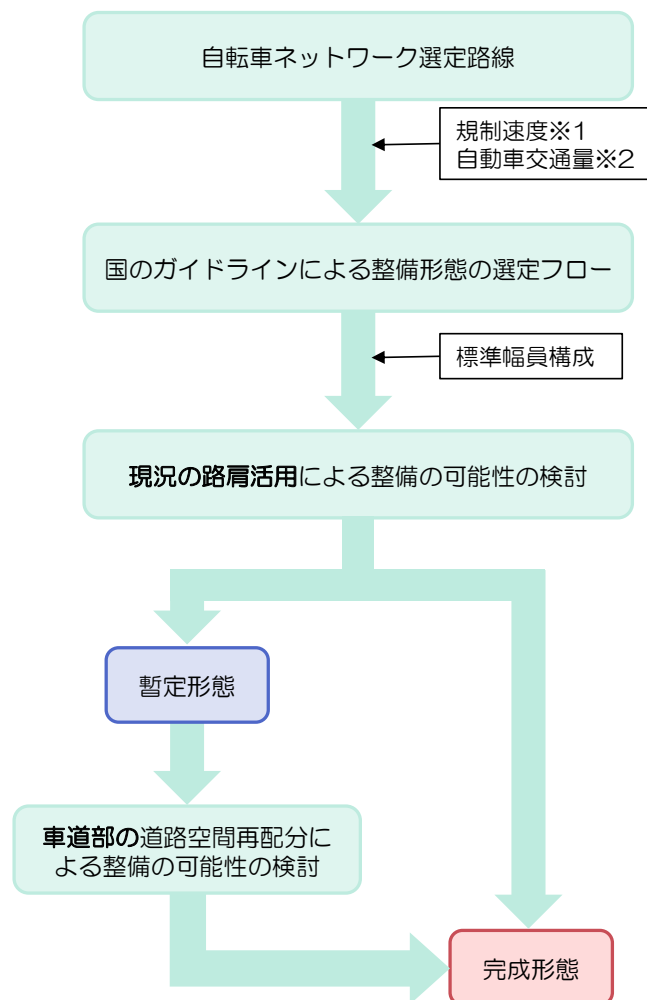 自転車ネットワーク選定路線
規制速度※1
自動車交通量※2
国のガイドラインによる整備形態の選定フロー
標準幅員構成
現況の路肩活用による整備の可能性の検討
暫定形態
車道部の道路空間再配分に
よる整備の可能性の検討
完成形態